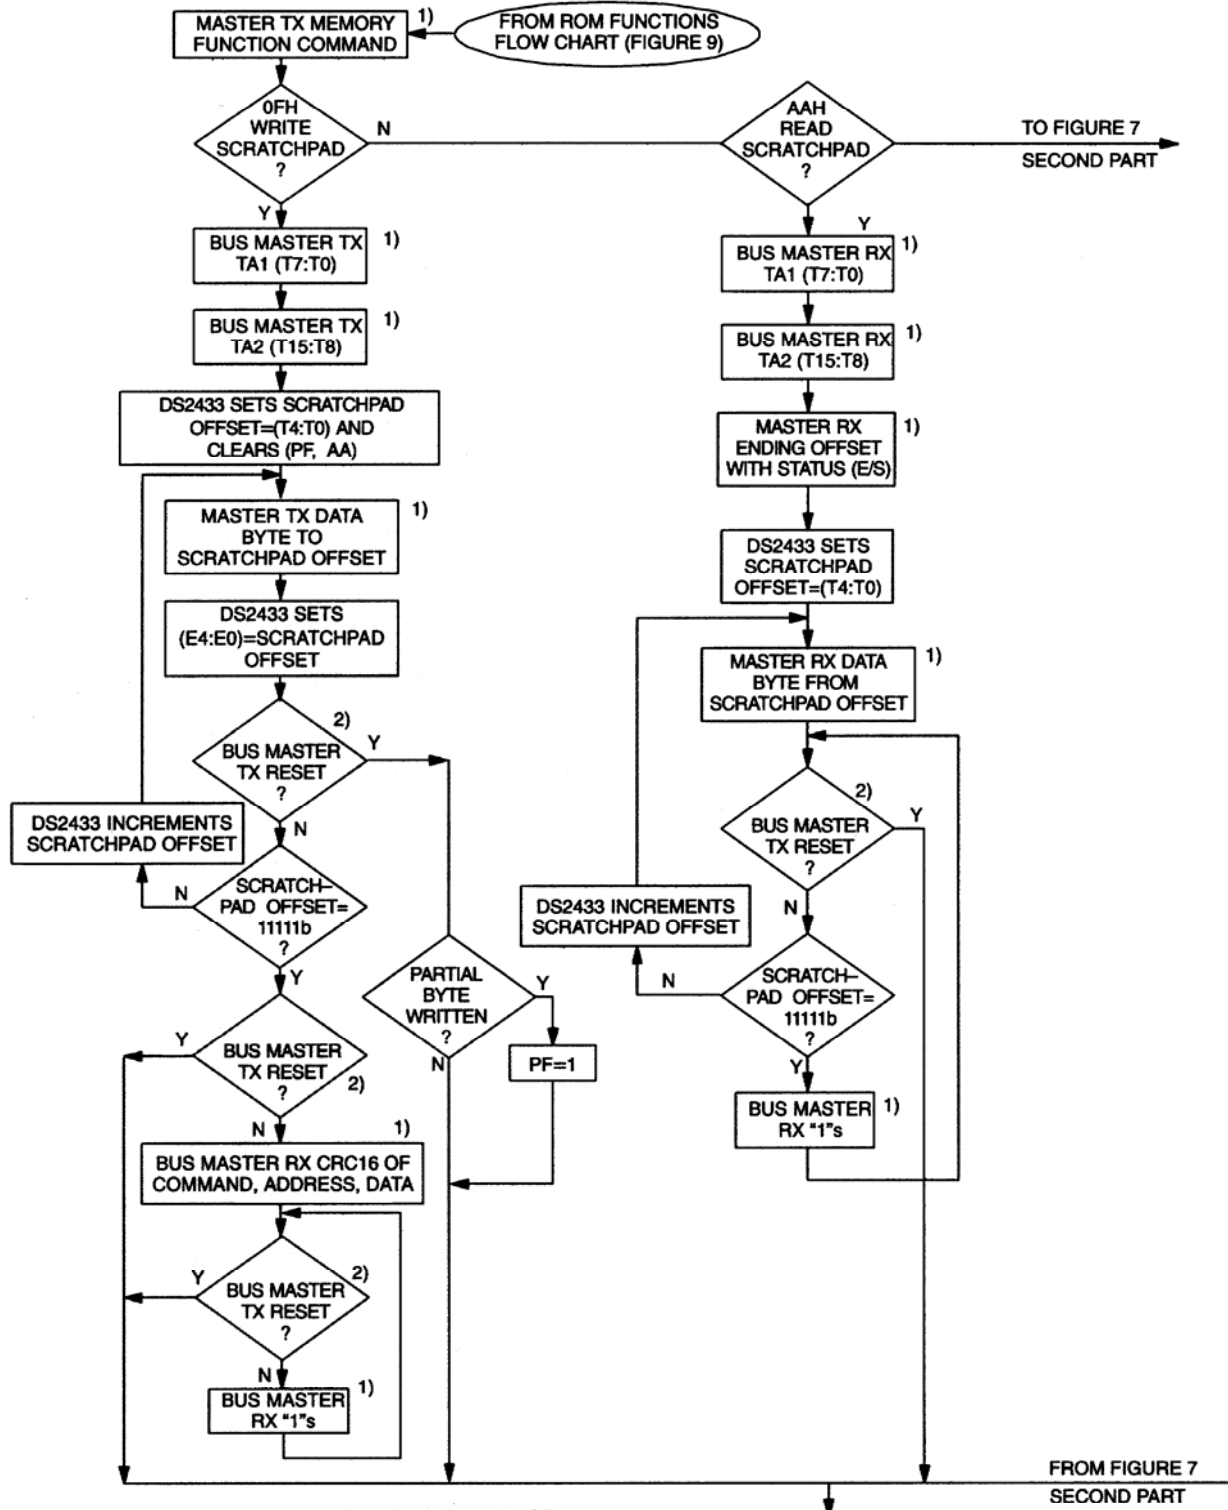 MASTER TX MEMORY
FUNCTION COMMAND
1)
FROM ROM FUNCTIONS
FLOW CHART (FIGURE 9)
0FH
WRITE
SCRATCHPAD
?
N
Y
AAH
READ
SCRATCHPAD
?
TO FIGURE 7
SECOND PART
Y
BUS MASTER TX
TA1 (T7:T0)
1)
BUS MASTER TX
TA2 (T15:T8)
1)
DS2433 SETS SCRATCHPAD
OFFSET=(T4:T0) AND
CLEARS (PF, AA)
MASTER TX DATA
BYTE TO
SCRATCHPAD OFFSET
1)
DS2433 SETS
(E4:E0)=SCRATCHPAD
OFFSET
BUS MASTER
TX RESET
?
2)
Y
N
DS2433 INCREMENTS
SCRATCHPAD OFFSET
N
SCRATCH–
PAD OFFSET=
11111b
?
Y
PARTIAL
BYTE
WRITTEN
?
Y
N
PF=1
Y
BUS MASTER
TX RESET
?
2)
N
BUS MASTER RX CRC16 OF
COMMAND, ADDRESS, DATA
1)
Y
BUS MASTER
TX RESET
?
2)
N
BUS MASTER
RX "1"s
1)
BUS MASTER RX
TA1 (T7:T0)
1)
BUS MASTER RX
TA2 (T15:T8)
1)
MASTER RX
ENDING OFFSET
WITH STATUS (E/S)
1)
DS2433 SETS
SCRATCHPAD
OFFSET=(T4:T0)
MASTER RX DATA
BYTE FROM
SCRATCHPAD OFFSET
1)
BUS MASTER
TX RESET
?
2)
Y
N
DS2433 INCREMENTS
SCRATCHPAD OFFSET
N
SCRATCH–
PAD OFFSET=
11111b
?
Y
BUS MASTER
RX "1"s
1)
FROM FIGURE 7
SECOND PART